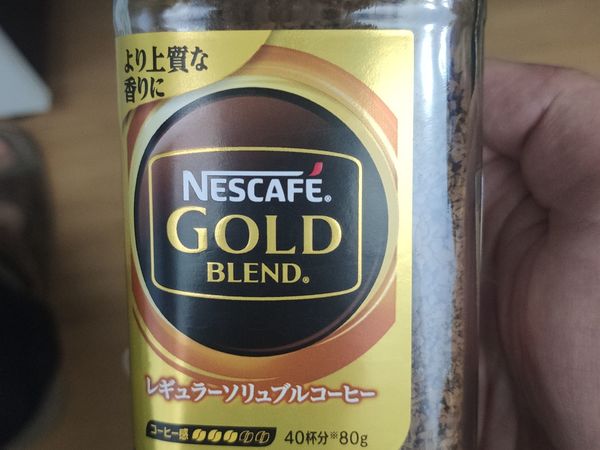 より上質な
香りに
NESCAFÉ®
GOLD
BLEND®
レギュラーソリュブルコーヒー
コーヒー感
40杯分※80g